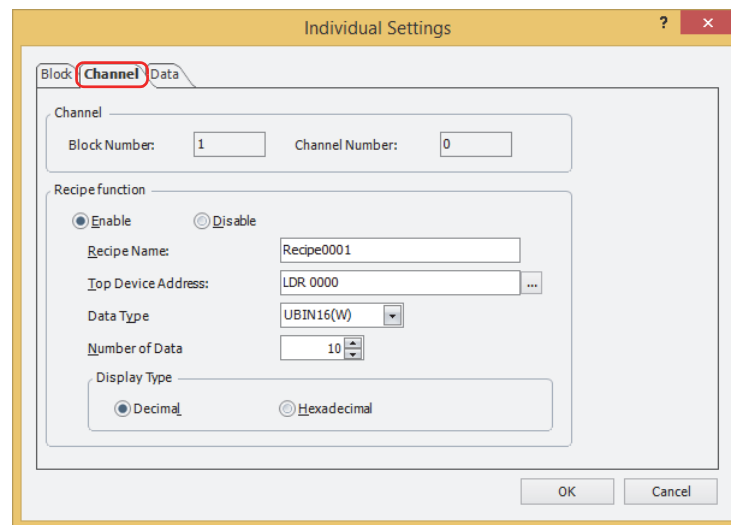 Individual Settings ? ×
Block Channel Data
Channel
Block Number: 1 Channel Number: 0
Recipe function
Enable Disable
Recipe Name: Recipe0001
Top Device Address: LDR 0000 ...
Data Type UBIN16(W)
Number of Data 10
Display Type
Decimal Hexadecimal
OK Cancel